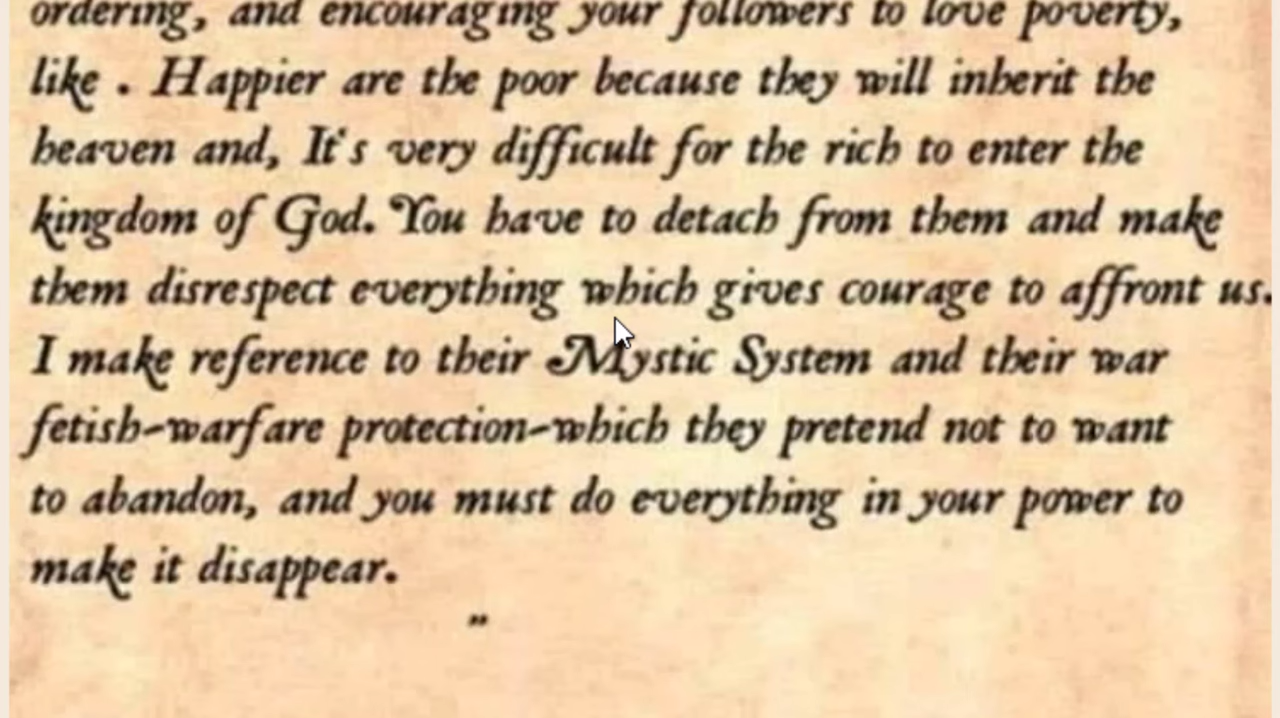 ordering, and encouraging your followers to love poverty,
like . Happier are the poor because they will inherit the
heaven and, It's very difficult for the rich to enter the
kingdom of God. You have to detach from them and make
them disrespect everything which gives courage to affront us.
I make reference to their Mystic System and their war
fetish-warfare protection-which they pretend not to want
to abandon, and you must do everything in your power to
make it disappear.
"